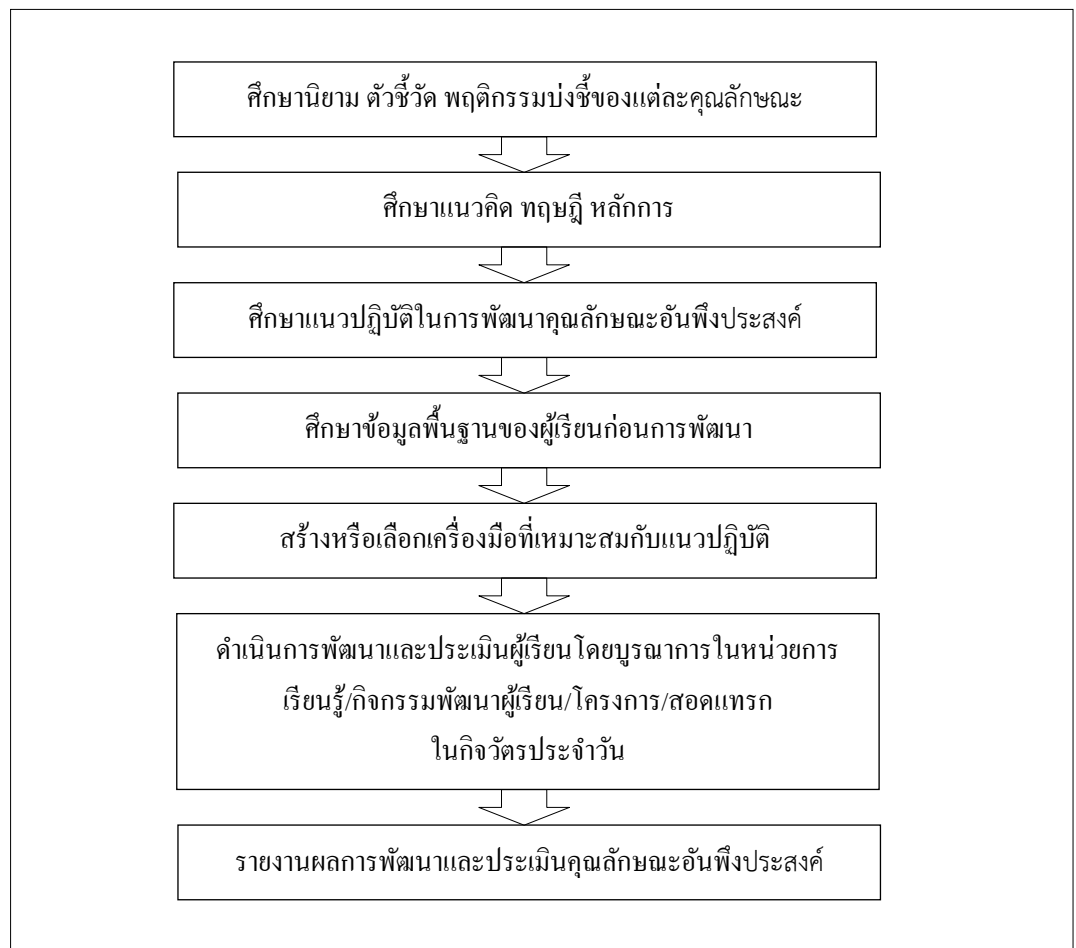 ศึกษานิยาม ตัวชี้วัด พฤติกรรมบ่งชี้ของแต่ละคุณลักษณะ
ศึกษาแนวคิด ทฤษฎี หลักการ
ศึกษาแนวปฏิบัติในการพัฒนาคุณลักษณะอันพึงประสงค์
ศึกษาข้อมูลพื้นฐานของผู้เรียนก่อนการพัฒนา
สร้างหรือเลือกเครื่องมือที่เหมาะสมกับแนวปฏิบัติ
ดำเนินการพัฒนาและประเมินผู้เรียนโดยบูรณาการในหน่วยการ
เรียนรู้/กิจกรรมพัฒนาผู้เรียน/โครงการ/สอดแทรก
ในกิจวัตรประจำวัน
รายงานผลการพัฒนาและประเมินคุณลักษณะอันพึงประสงค์